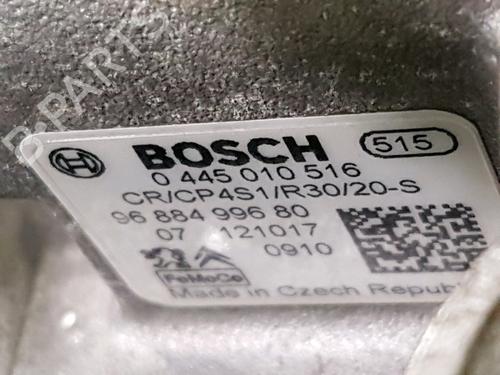 B-PARTS
BOSCH 515
0 445 010 516
CR/CP4S1/R30/20-S
96 884 996 80
07 121017
0910
FoMoCo
Made in Czech Republic